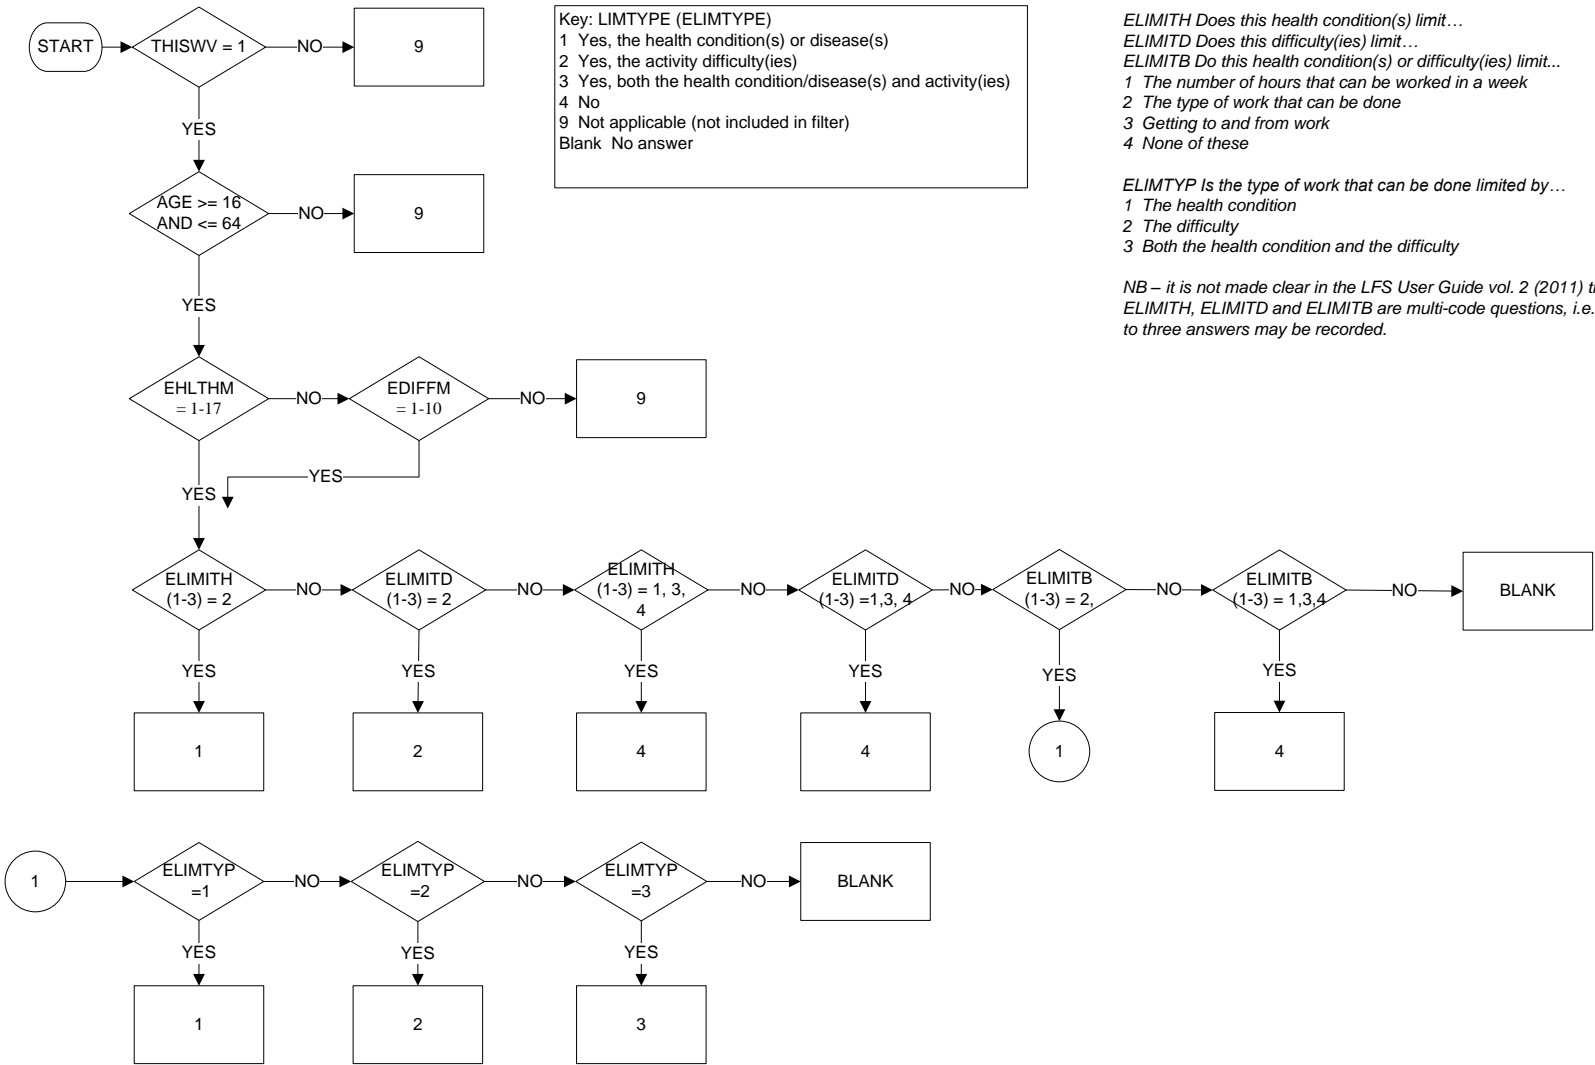 START
THISWV = 1
NO
9
Key: LIMTYPE (ELIMTYPE)
1 Yes, the health condition(s) or disease(s)
2 Yes, the activity difficulty(ies)
3 Yes, both the health condition/disease(s) and activity(ies)
4 No
9 Not applicable (not included in filter)
Blank No answer
ELIMITH Does this health condition(s) limit…
ELIMITD Does this difficulty(ies) limit…
ELIMITB Do this health condition(s) or difficulty(ies) limit...
1 The number of hours that can be worked in a week
2 The type of work that can be done
3 Getting to and from work
4 None of these
ELIMTYP Is the type of work that can be done limited by…
1 The health condition
2 The difficulty
3 Both the health condition and the difficulty
NB – it is not made clear in the LFS User Guide vol. 2 (2011)
ELIMITH, ELIMITD and ELIMITB are multi-code questions, i.e.
to three answers may be recorded.
YES
AGE >= 16
AND <= 64
NO
9
YES
EHLTHM
= 1-17
NO
EDIFFM
= 1-10
NO
9
YES
YES
ELIMITH
(1-3) = 2
NO
ELIMITD
(1-3) = 2
NO
ELIMITH
(1-3) = 1, 3,
4
NO
ELIMITD
(1-3) =1,3, 4
NO
ELIMITB
(1-3) = 2,
NO
ELIMITB
(1-3) = 1,3,4
NO
BLANK
YES
YES
YES
YES
YES
YES
1
2
4
4
1
4
1
ELIMTYP
=1
NO
ELIMTYP
=2
NO
ELIMTYP
=3
NO
BLANK
YES
YES
YES
1
2
3